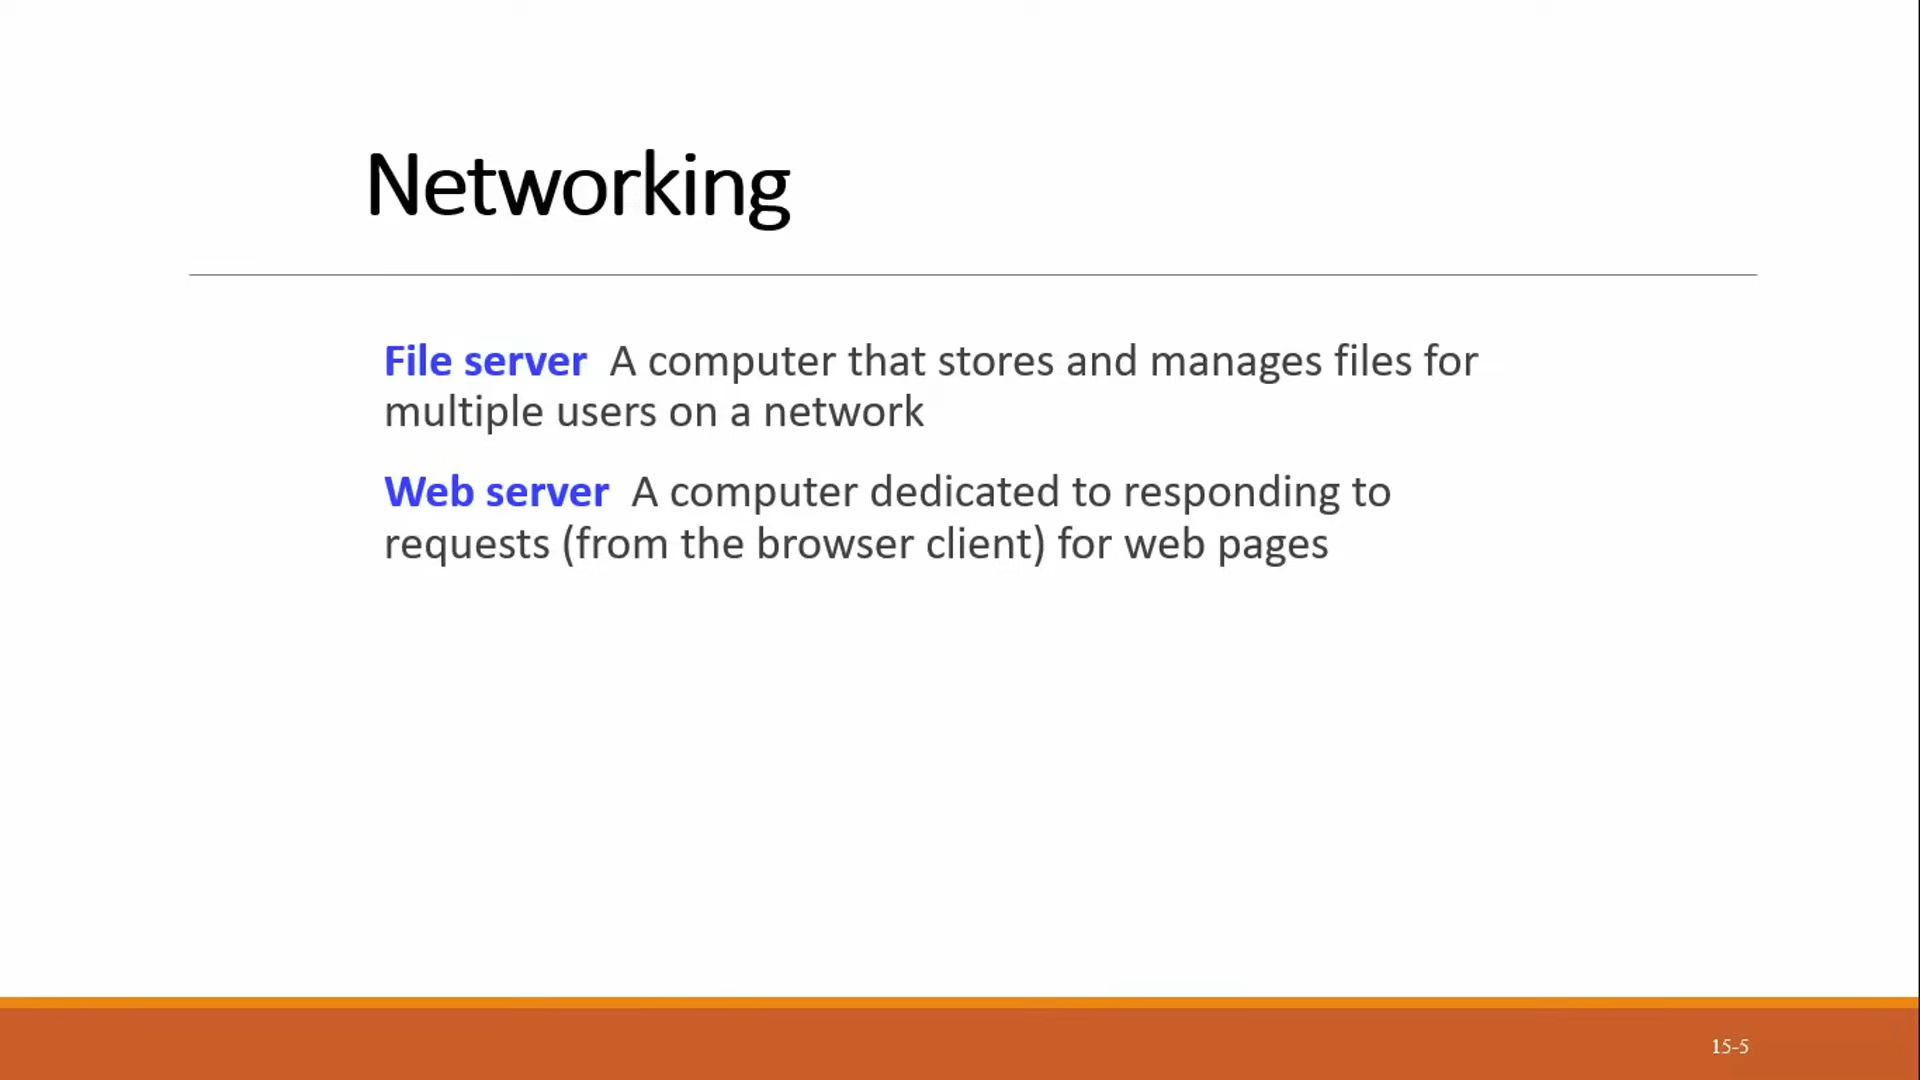 Networking
File server  A computer that stores and manages files for
multiple users on a network
Web server  A computer dedicated to responding to
requests (from the browser client) for web pages
15-5